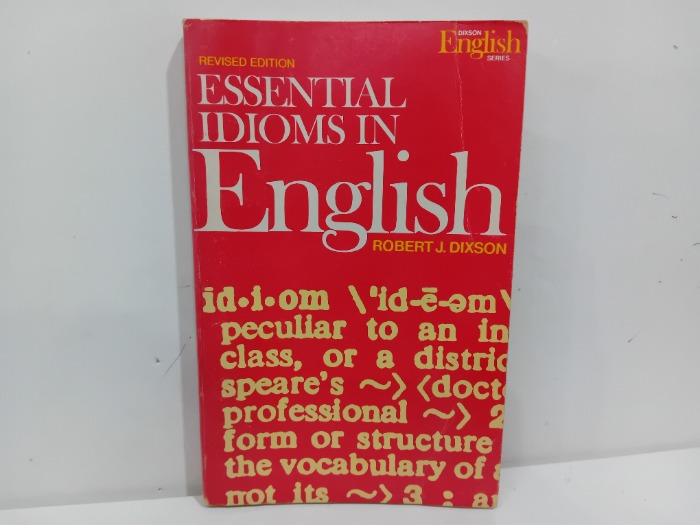 DIXSON
English
SERIES
REVISED EDITION
ESSENTIAL
IDIOMS IN
English
ROBERT J. DIXSON
id•i•om \'id-ē-əm\
peculiar to an in
class, or a distric
speare's ~> <docto
professional ~> 2
form or structure
the vocabulary of a
not its ~> 3 : an